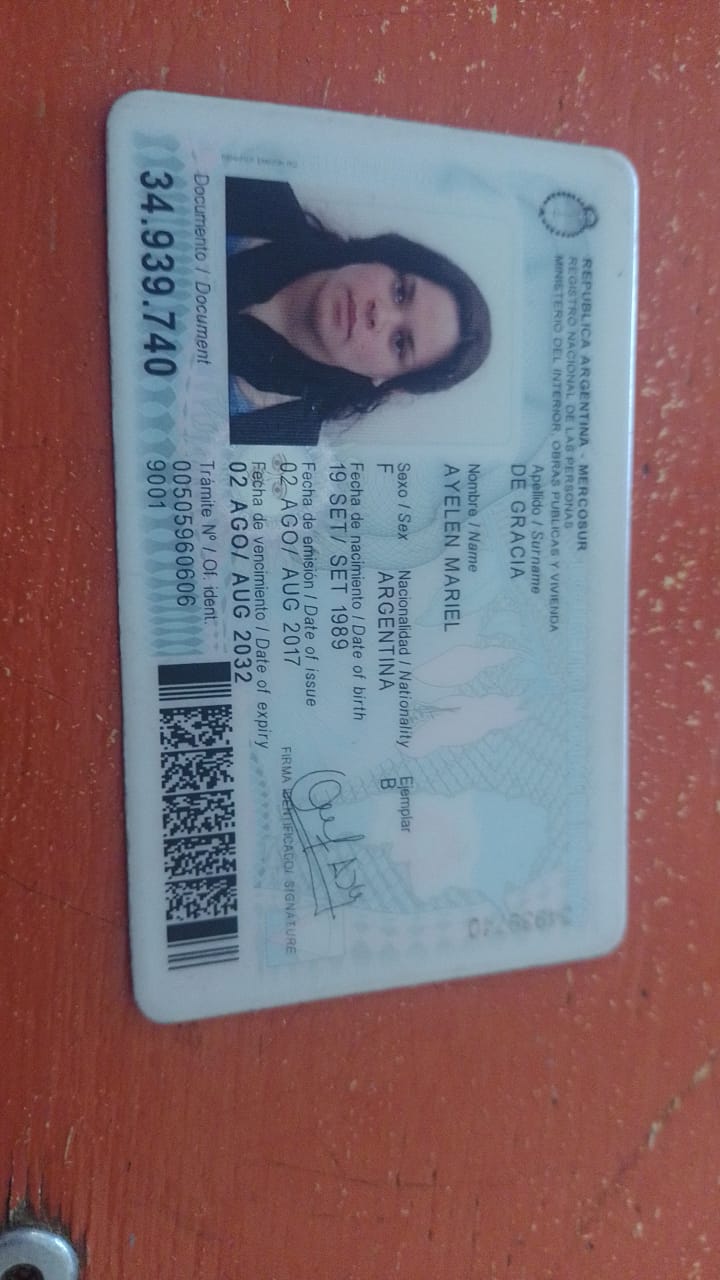 REPUBLICA ARGENTINA - MERCOSUR
REGISTRO NACIONAL DE LAS PERSONAS
MINISTERIO DEL INTERIOR, OBRAS PUBLICAS Y VIVIENDA
Apellido / Surname
DE GRACIA
Nombre / Name
AYELEN MARIEL
Sexo / Sex Nacionalidad / Nationality Ejemplar
F ARGENTINA B
Fecha de nacimiento / Date of birth
19 SET/ SET 1989
Fecha de emisión / Date of issue
02 AGO/ AUG 2017
Fecha de vencimiento / Date of expiry
02 AGO/ AUG 2032
FIRMA IDENTIFICADO/ SIGNATURE
Documento / Document
34.939.740
Trámite Nº / Of. ident.
00505960606
9001
34939740